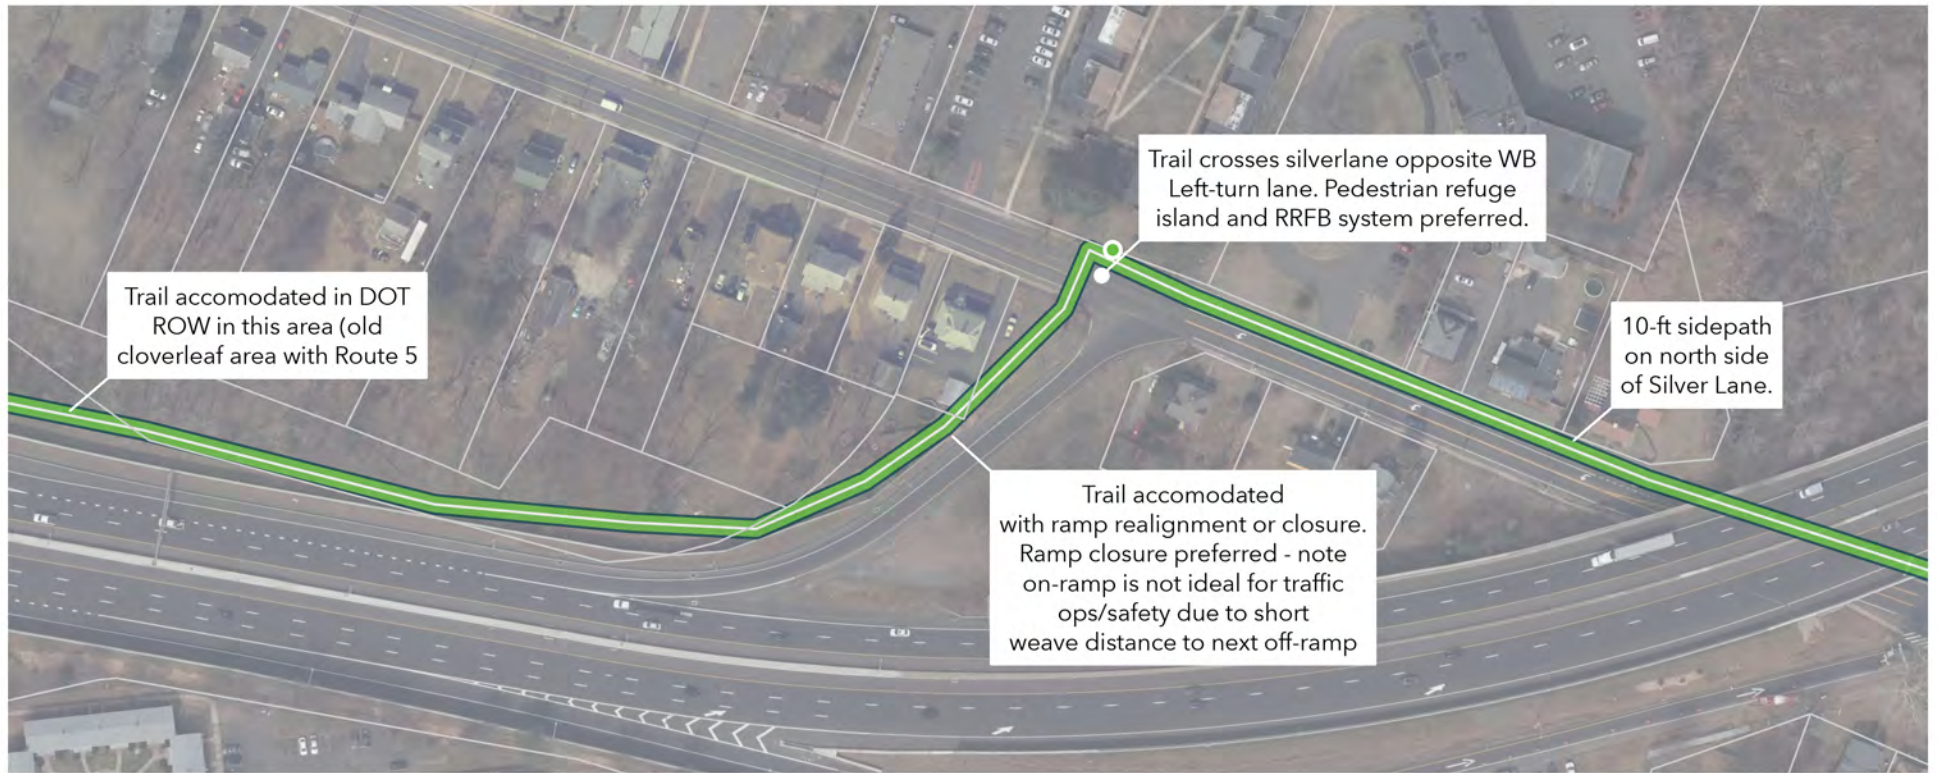 Trail crosses silverlane opposite WB
Left-turn lane. Pedestrian refuge
island and RRFB system preferred.
Trail accomodated in DOT
ROW in this area (old
cloverleaf area with Route 5
10-ft sidepath
on north side
of Silver Lane.
Trail accomodated
with ramp realignment or closure.
Ramp closure preferred - note
on-ramp is not ideal for traffic
ops/safety due to short
weave distance to next off-ramp